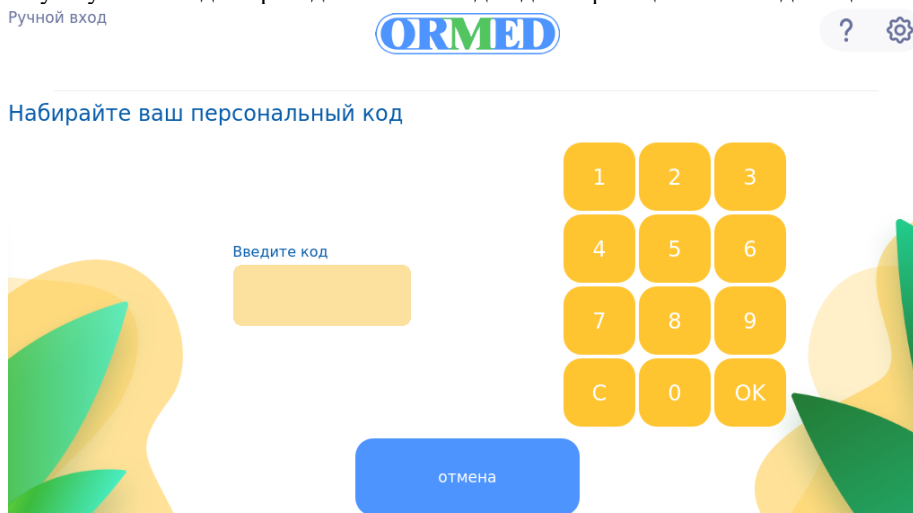 Ручной вход
ORMED
?
Набирайте ваш персональный код
1 2 3
Введите код
4 5 6
7 8 9
C 0 OK
отмена